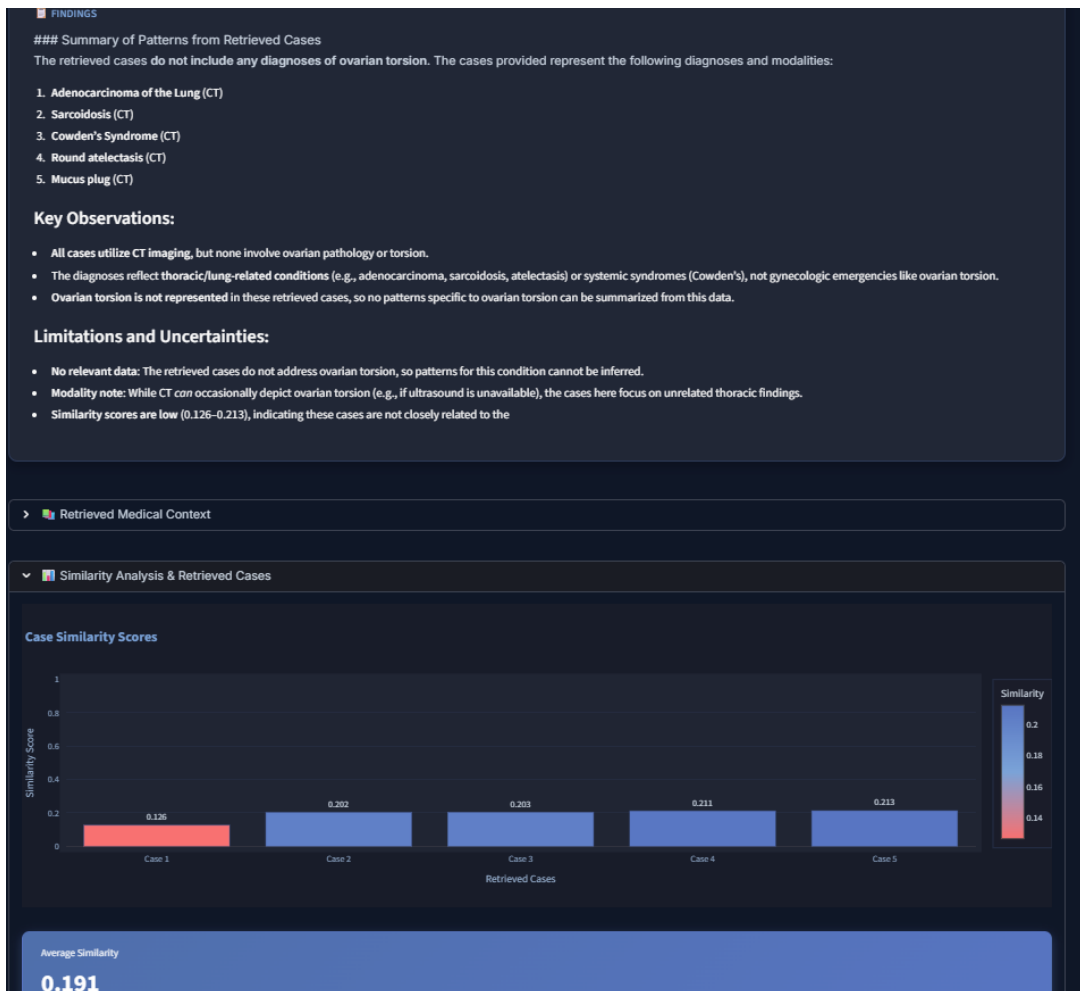 FINDINGS
### Summary of Patterns from Retrieved Cases
The retrieved cases do not include any diagnoses of ovarian torsion. The cases provided represent the following diagnoses and modalities:
1. Adenocarcinoma of the Lung (CT)
2. Sarcoidosis (CT)
3. Cowden's Syndrome (CT)
4. Round atelectasis (CT)
5. Mucus plug (CT)
Key Observations:
• All cases utilize CT imaging, but none involve ovarian pathology or torsion.
• The diagnoses reflect thoracic/lung-related conditions (e.g., adenocarcinoma, sarcoidosis, atelectasis) or systemic syndromes (Cowden's), not gynecologic emergencies like ovarian torsion.
• Ovarian torsion is not represented in these retrieved cases, so no patterns specific to ovarian torsion can be summarized from this data.
Limitations and Uncertainties:
• No relevant data: The retrieved cases do not address ovarian torsion, so patterns for this condition cannot be inferred.
• Modality note: While CT can occasionally depict ovarian torsion (e.g., if ultrasound is unavailable), the cases here focus on unrelated thoracic findings.
• Similarity scores are low (0.126–0.213), indicating these cases are not closely related to the
Retrieved Medical Context
Similarity Analysis & Retrieved Cases
Case Similarity Scores
Similarity Score
1
0.8
0.6
0.4
0.2
0
0.126
0.202
0.203
0.211
0.213
Case 1
Case 2
Case 3
Case 4
Case 5
Retrieved Cases
Similarity
0.2
0.18
0.16
0.14
Average Similarity
0.191